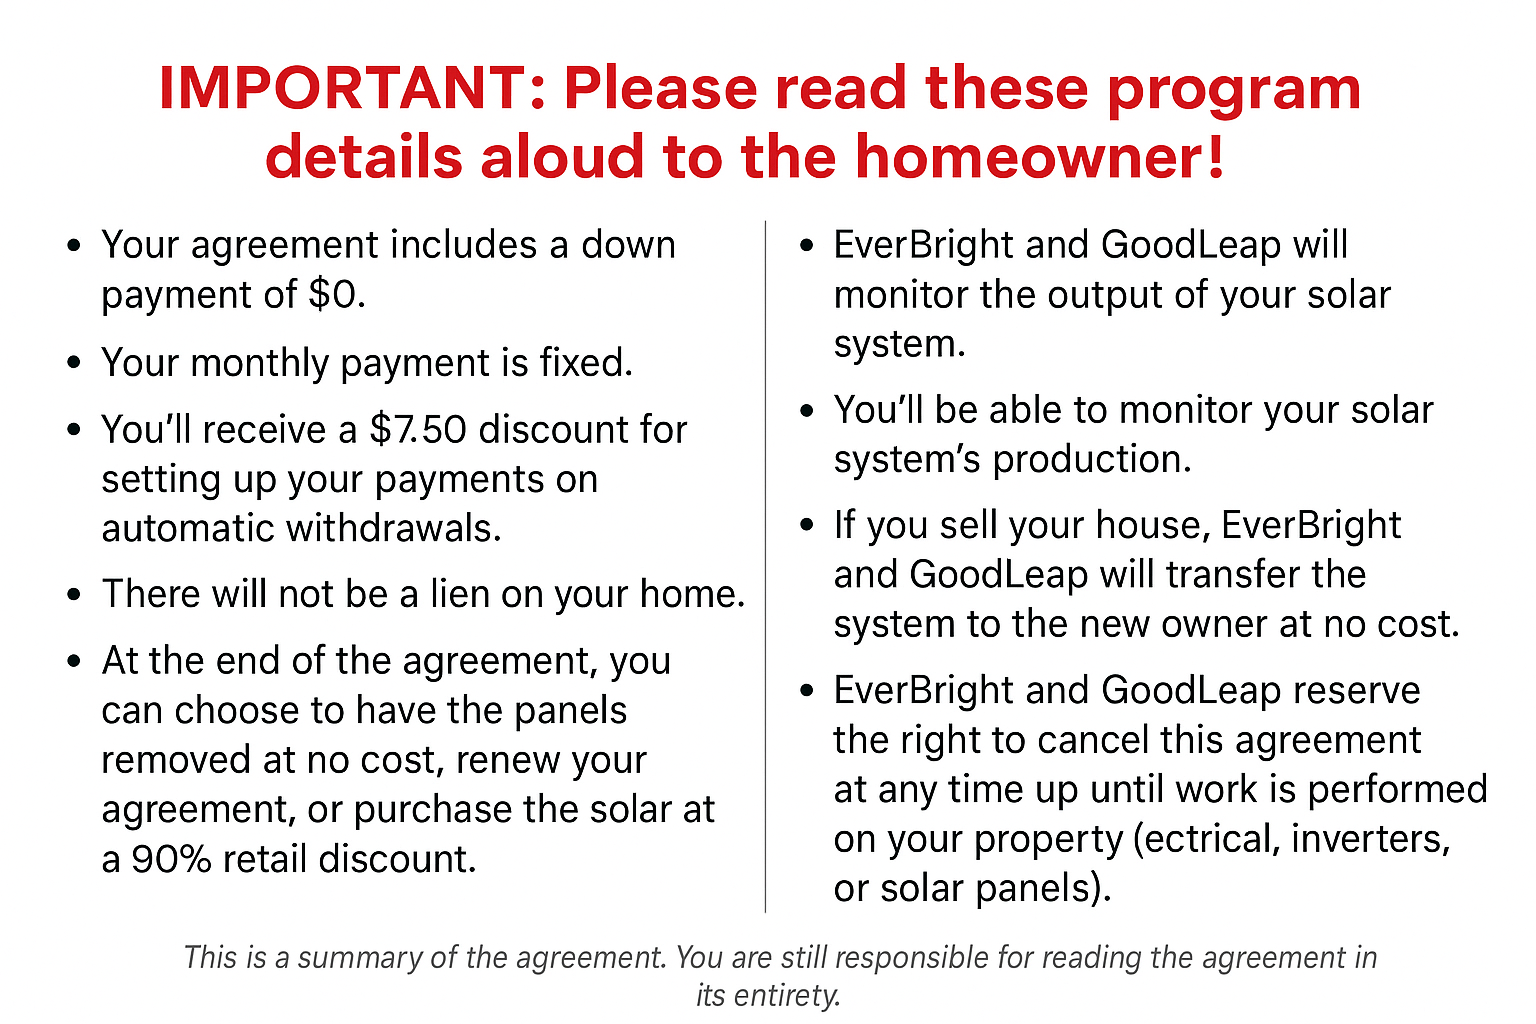 IMPORTANT: Please read these program
details aloud to the homeowner!
• Your agreement includes a down
payment of $0.
• Your monthly payment is fixed.
• You’ll receive a $7.50 discount for
setting up your payments on
automatic withdrawals.
• There will not be a lien on your home.
• At the end of the agreement, you
can choose to have the panels
removed at no cost, renew your
agreement, or purchase the solar at
a 90% retail discount.
• EverBright and GoodLeap will
monitor the output of your solar
system.
• You’ll be able to monitor your solar
system’s production.
• If you sell your house, EverBright
and GoodLeap will transfer the
system to the new owner at no cost.
• EverBright and GoodLeap reserve
the right to cancel this agreement
at any time up until work is performed
on your property (ectrical, inverters,
or solar panels).
This is a summary of the agreement. You are still responsible for reading the agreement in
its entirety.